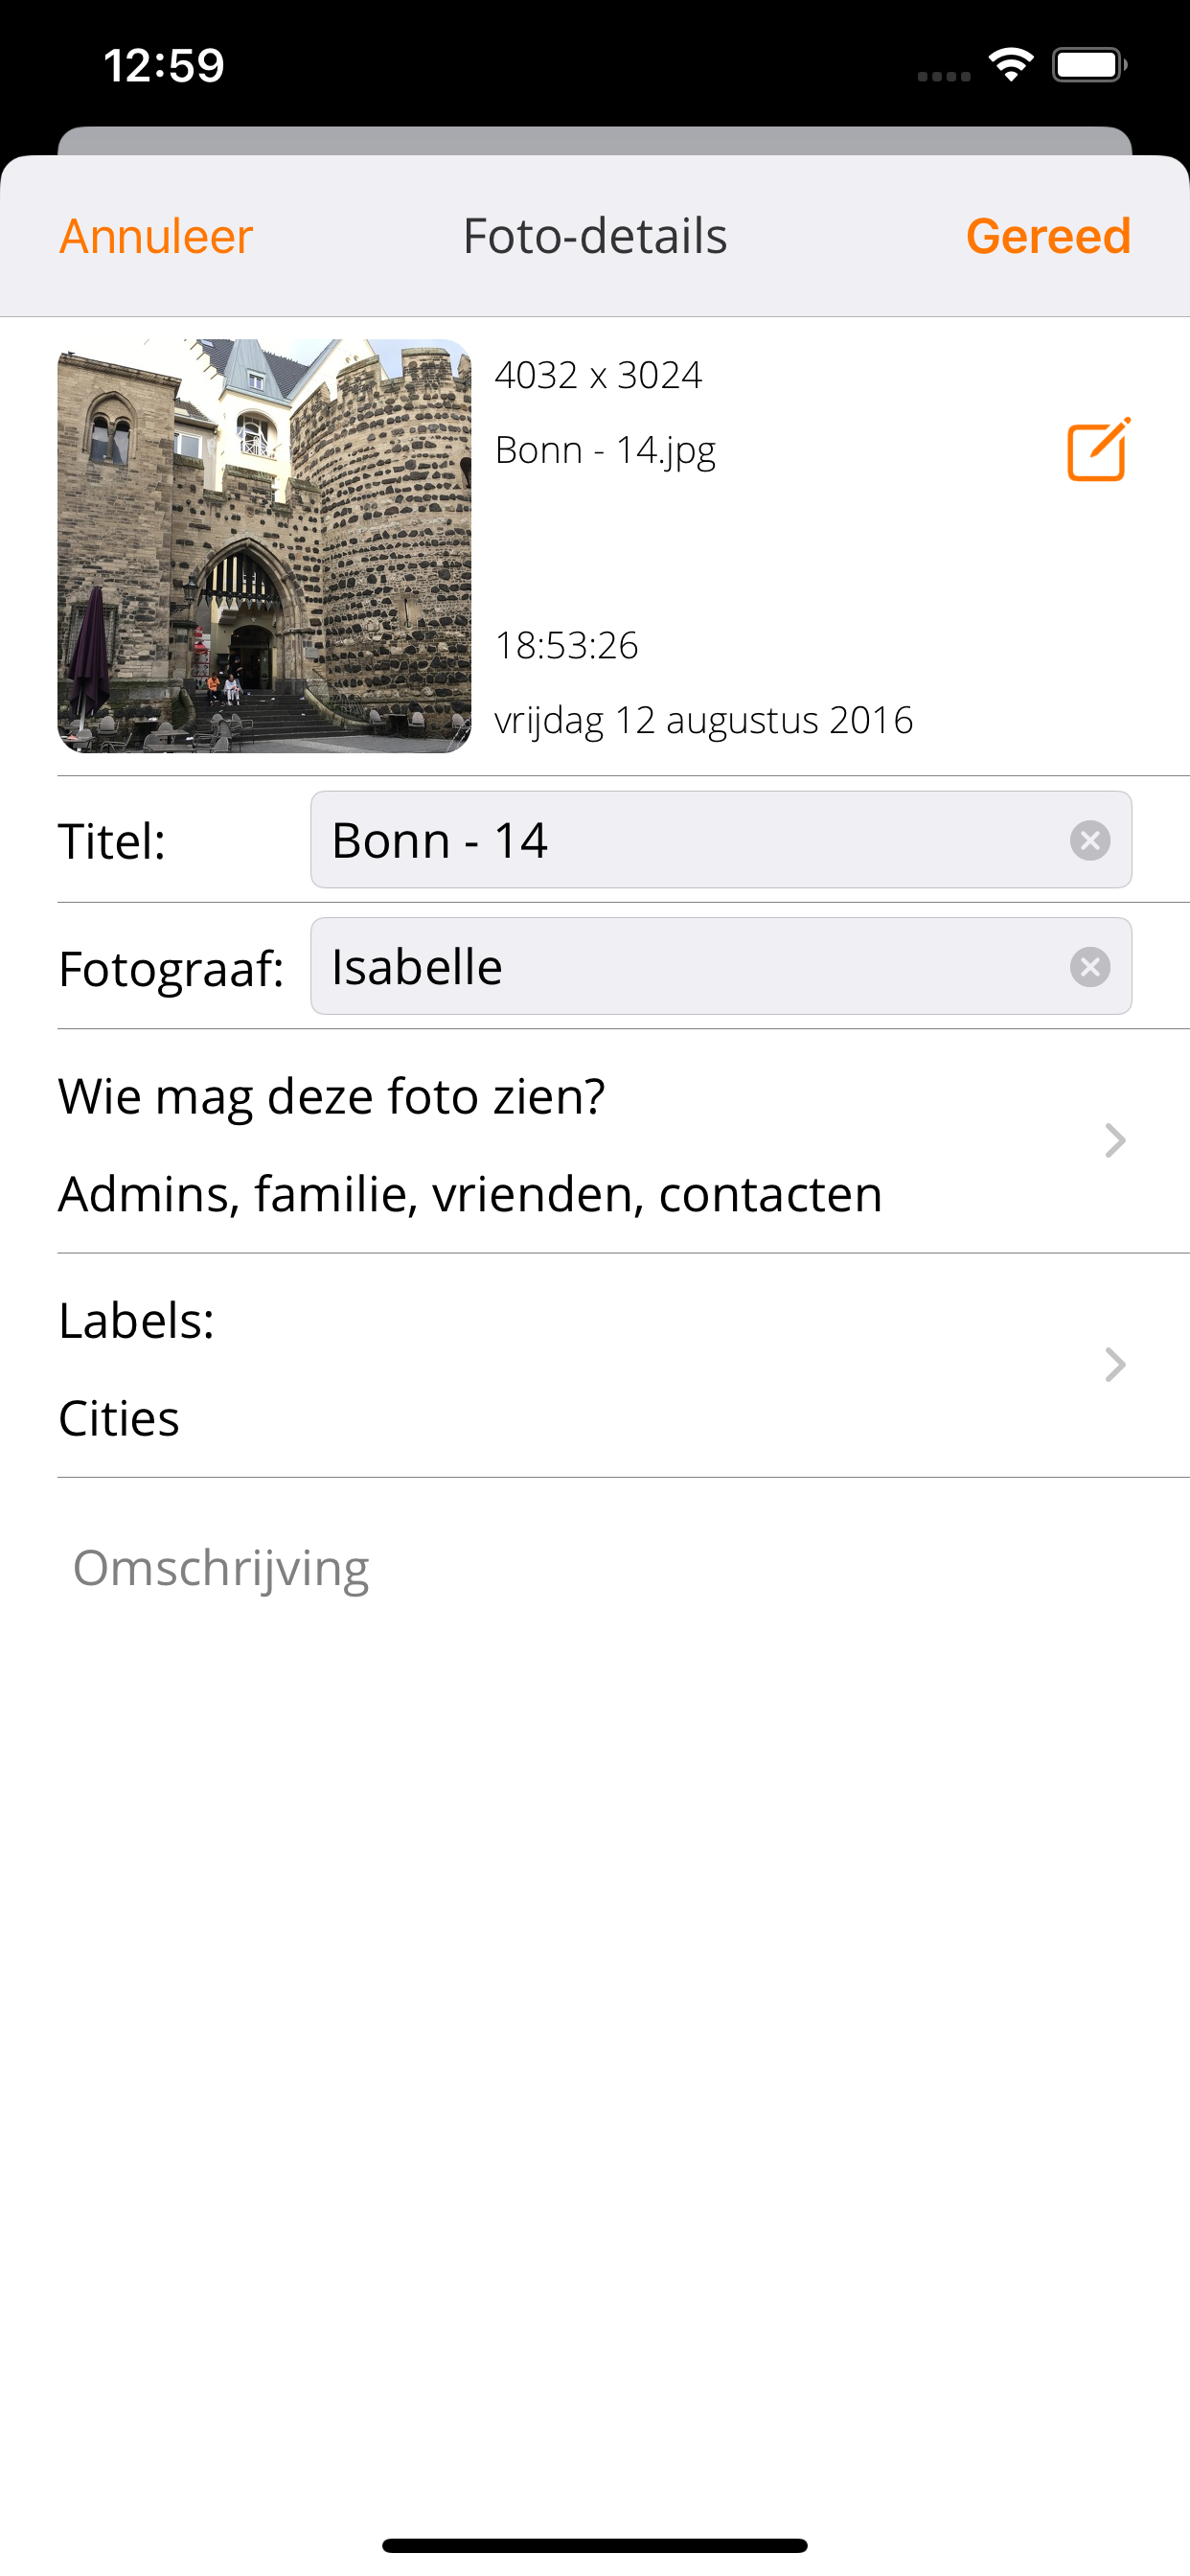 12:59
Annuleer Foto-details Gereed
4032 x 3024
Bonn - 14.jpg
18:53:26
vrijdag 12 augustus 2016
Titel: Bonn - 14
Fotograaf: Isabelle
Wie mag deze foto zien?
Admins, familie, vrienden, contacten
Labels:
Cities
Omschrijving